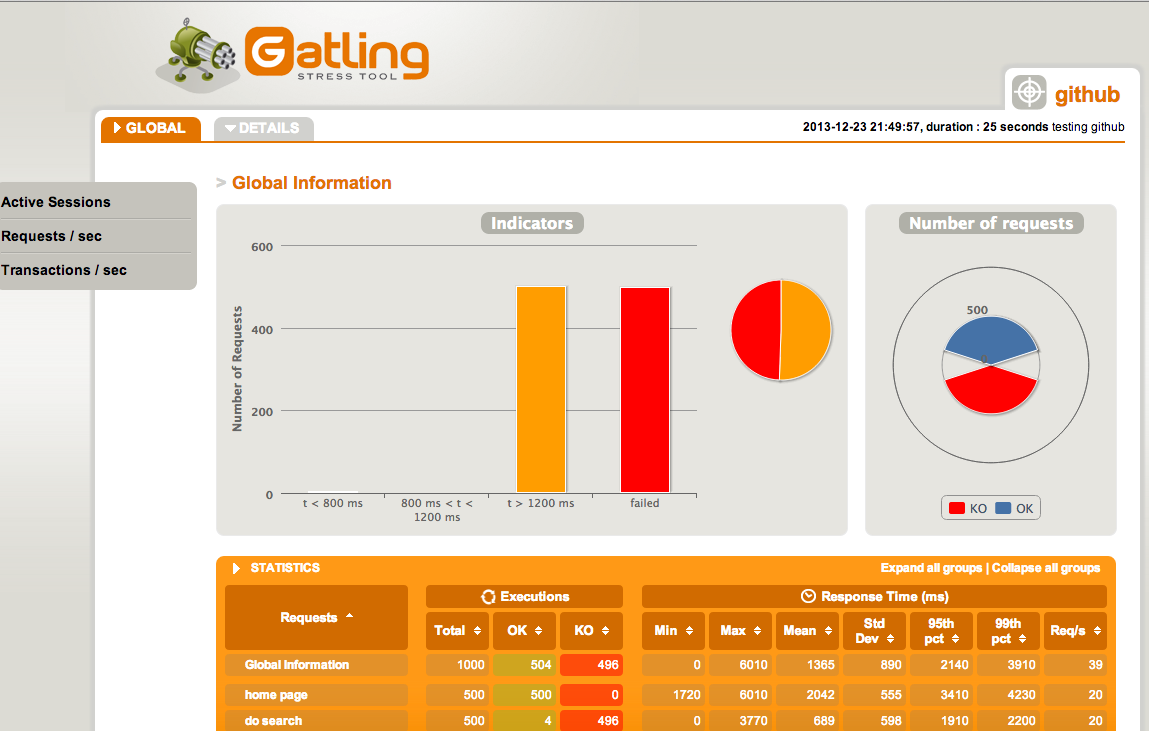 Gatling
STRESS TOOL
github
GLOBAL
DETAILS
2013-12-23 21:49:57, duration : 25 seconds testing github
Active Sessions
Requests / sec
Transactions / sec
> Global Information
Indicators
Number of Requests
600
400
200
0
t < 800 ms
800 ms < t <
1200 ms
t > 1200 ms
failed
Number of requests
500
0
KO OK
STATISTICS
Expand all groups | Collapse all groups
Requests
Executions
Response Time (ms)
Total OK KO Min Max Mean Std Dev 95th pct 99th pct Req/s
Global Information 1000 504 496 0 6010 1365 890 2140 3910 39
home page 500 500 0 1720 6010 2042 555 3410 4230 20
do search 500 4 496 0 3770 689 598 1910 2200 20